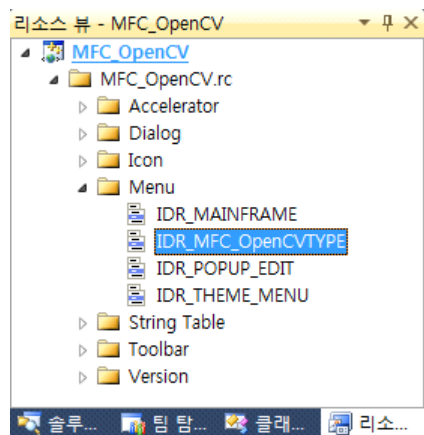 리소스 뷰 - MFC_OpenCV
MFC_OpenCV
MFC_OpenCV.rc
Accelerator
Dialog
Icon
Menu
IDR_MAINFRAME
IDR_MFC_OpenCVTYPE
IDR_POPUP_EDIT
IDR_THEME_MENU
String Table
Toolbar
Version
솔루... 팀 탐... 클래... 리소...